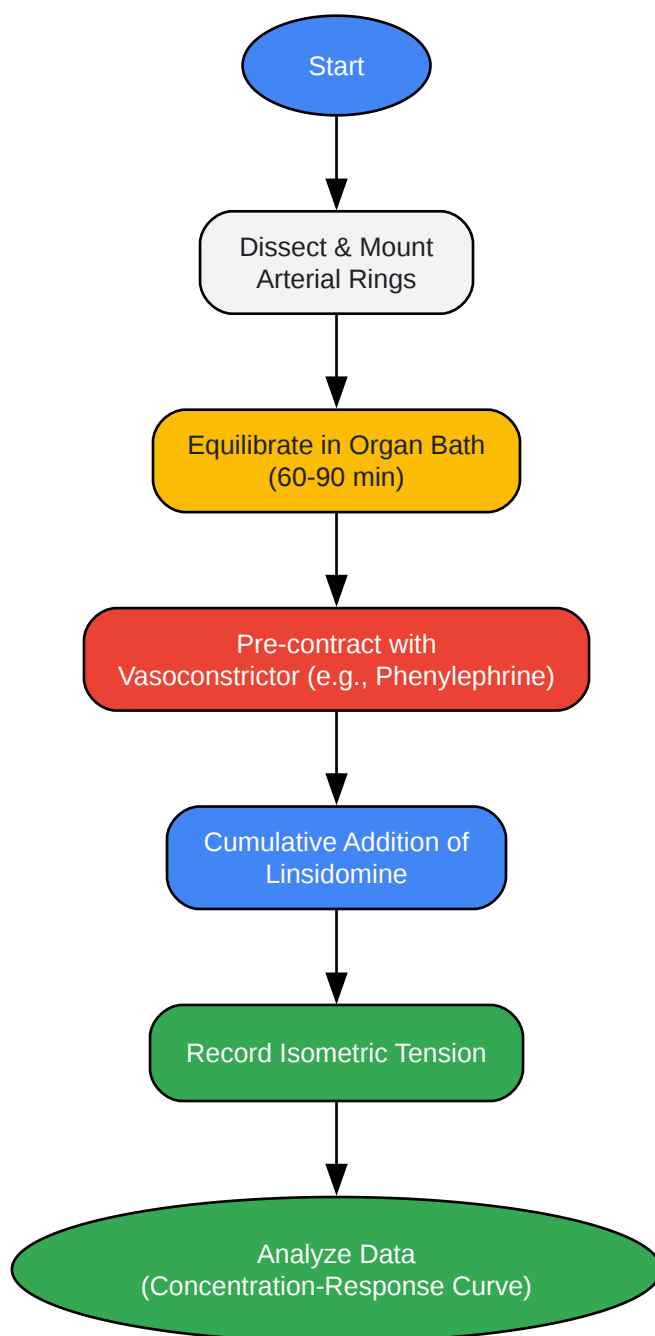 Start
Dissect & Mount
Arterial Rings
Equilibrate in Organ Bath
(60-90 min)
Pre-contract with
Vasoconstrictor (e.g., Phenylephrine)
Cumulative Addition of
Linsidomine
Record Isometric Tension
Analyze Data
(Concentration-Response Curve)